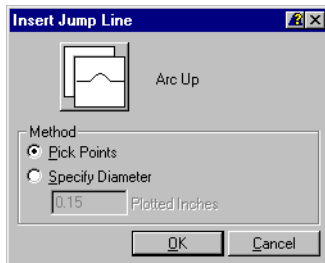 Insert Jump Line
Arc Up
Method
Pick Points
Specify Diameter
0.15 Plotted Inches
OK Cancel